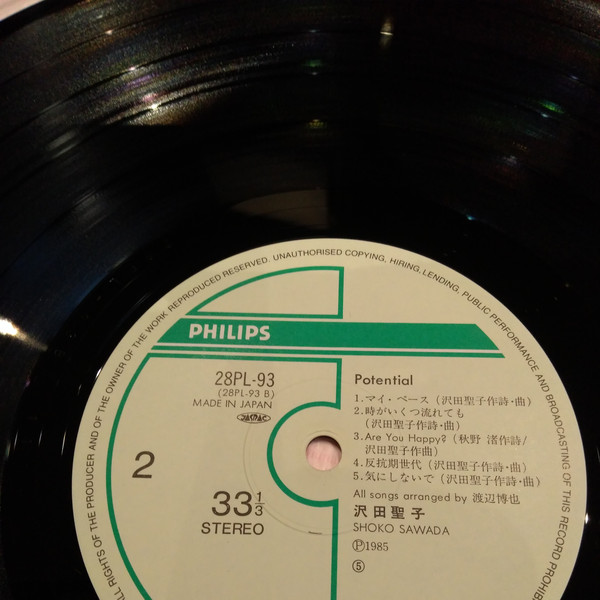 ALL RIGHTS OF THE PRODUCER AND OF THE OWNER OF THE WORK REPRODUCED RESERVED. UNAUTHORISED COPYING, HIRING, LENDING, PUBLIC PERFORMANCE AND BROADCASTING OF THIS RECORD PROHIB
PHILIPS
28PL-93
(28PL-93 B)
MADE IN JAPAN
JASRAC
2
33 1/3
STEREO
Potential
1.マイ・ペース（沢田聖子作詩・曲）
2.時がいくつ流れても
（沢田聖子作詩・曲）
3.Are You Happy?（秋野 渚作詩/
沢田聖子作曲）
4.反抗期世代（沢田聖子作詩・曲）
5.気にしないで（沢田聖子作詩・曲）
All songs arranged by 渡辺博也
沢田聖子
SHOKO SAWADA
Ⓟ1985
⑤